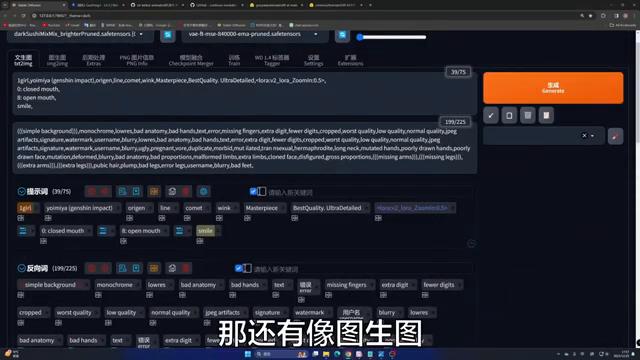 darkSushiMixMix_brighterPruned.safetensors
vae-ft-mse-840000-ema-pruned.safetensors
文生图 txt2img
图生图 img2img
后期处理 Extras
PNG 图片信息 PNG Info
模型融合 Checkpoint Merger
训练 Train
WD 1.4 标签器 Tagger
设置 Settings
扩展 Extensions
1girl,yoimiya (genshin impact),origen,line,comet,wink,Masterpiece,BestQuality. UltraDetailed,<lora:v2_lora_ZoomIn:0.5>,
39/75
0: closed mouth,
8: open mouth,
smile,
生成
Generate
199/225
(((simple background))),monochrome,lowres,bad anatomy,bad hands,text,error,missing fingers,extra digit,fewer digits,cropped,worst quality,low quality,normal quality,jpeg
artifacts,signature,watermark,username,blurry,lowres,bad anatomy,bad hands,text,error,extra digit,fewer digits,cropped,worst quality,low quality,normal quality,jpeg
artifacts,signature,watermark,username,blurry,ugly,pregnant,vore,duplicate,morbid,mut ilated,tran nsexual,hermaphrodite,long neck,mutated hands,poorly drawn hands,poorly
drawn face,mutation,deformed,blurry,bad anatomy,bad proportions,malformed limbs,extra limbs,cloned face,disfigured,gross proportions,(((missing arms))),(((missing legs))),
(((extra arms))),(((extra legs))),pubic hair,plump,bad legs,error legs,username,blurry,bad feet,
提示词 (39/75)
请输入新关键词
1girl
yoimiya (genshin impact)
origen
line
comet
wink
Masterpiece
BestQuality. UltraDetailed
<lora:v2_lora_ZoomIn:0.5>
0: closed mouth
8: open mouth
smile
反向词 (199/225)
请输入新关键词
simple background
monochrome
lowres
bad anatomy
bad hands
text
错误 error
missing fingers
extra digit
fewer digits
cropped
worst quality
low quality
normal quality
jpeg artifacts
signature
watermark
用户名 username
blurry
lowres
bad anatomy
bad hands
text
extra digit
fewer digits
那还有像图生图